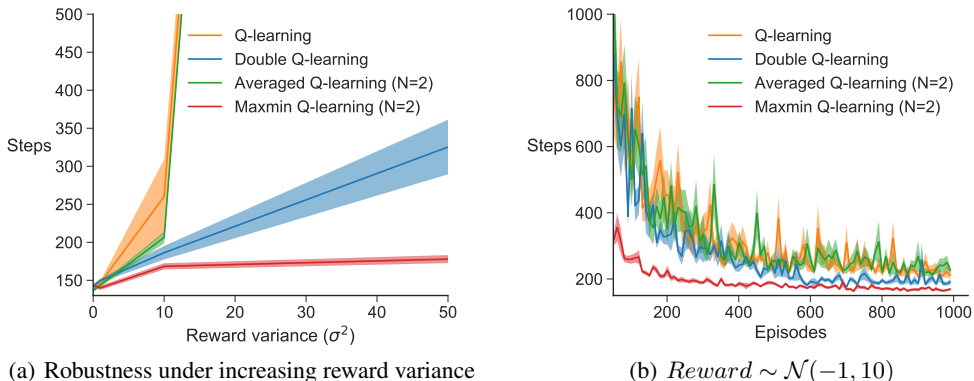 500
450
400
350
300
250
200
150
Steps
0
10
20
30
40
50
Reward variance (σ²)
Q-learning
Double Q-learning
Averaged Q-learning (N=2)
Maxmin Q-learning (N=2)
(a) Robustness under increasing reward variance
1000
800
600
400
200
Steps
200
400
600
800
1000
Episodes
Q-learning
Double Q-learning
Averaged Q-learning (N=2)
Maxmin Q-learning (N=2)
(b) Reward ∼ 𝒩(−1, 10)